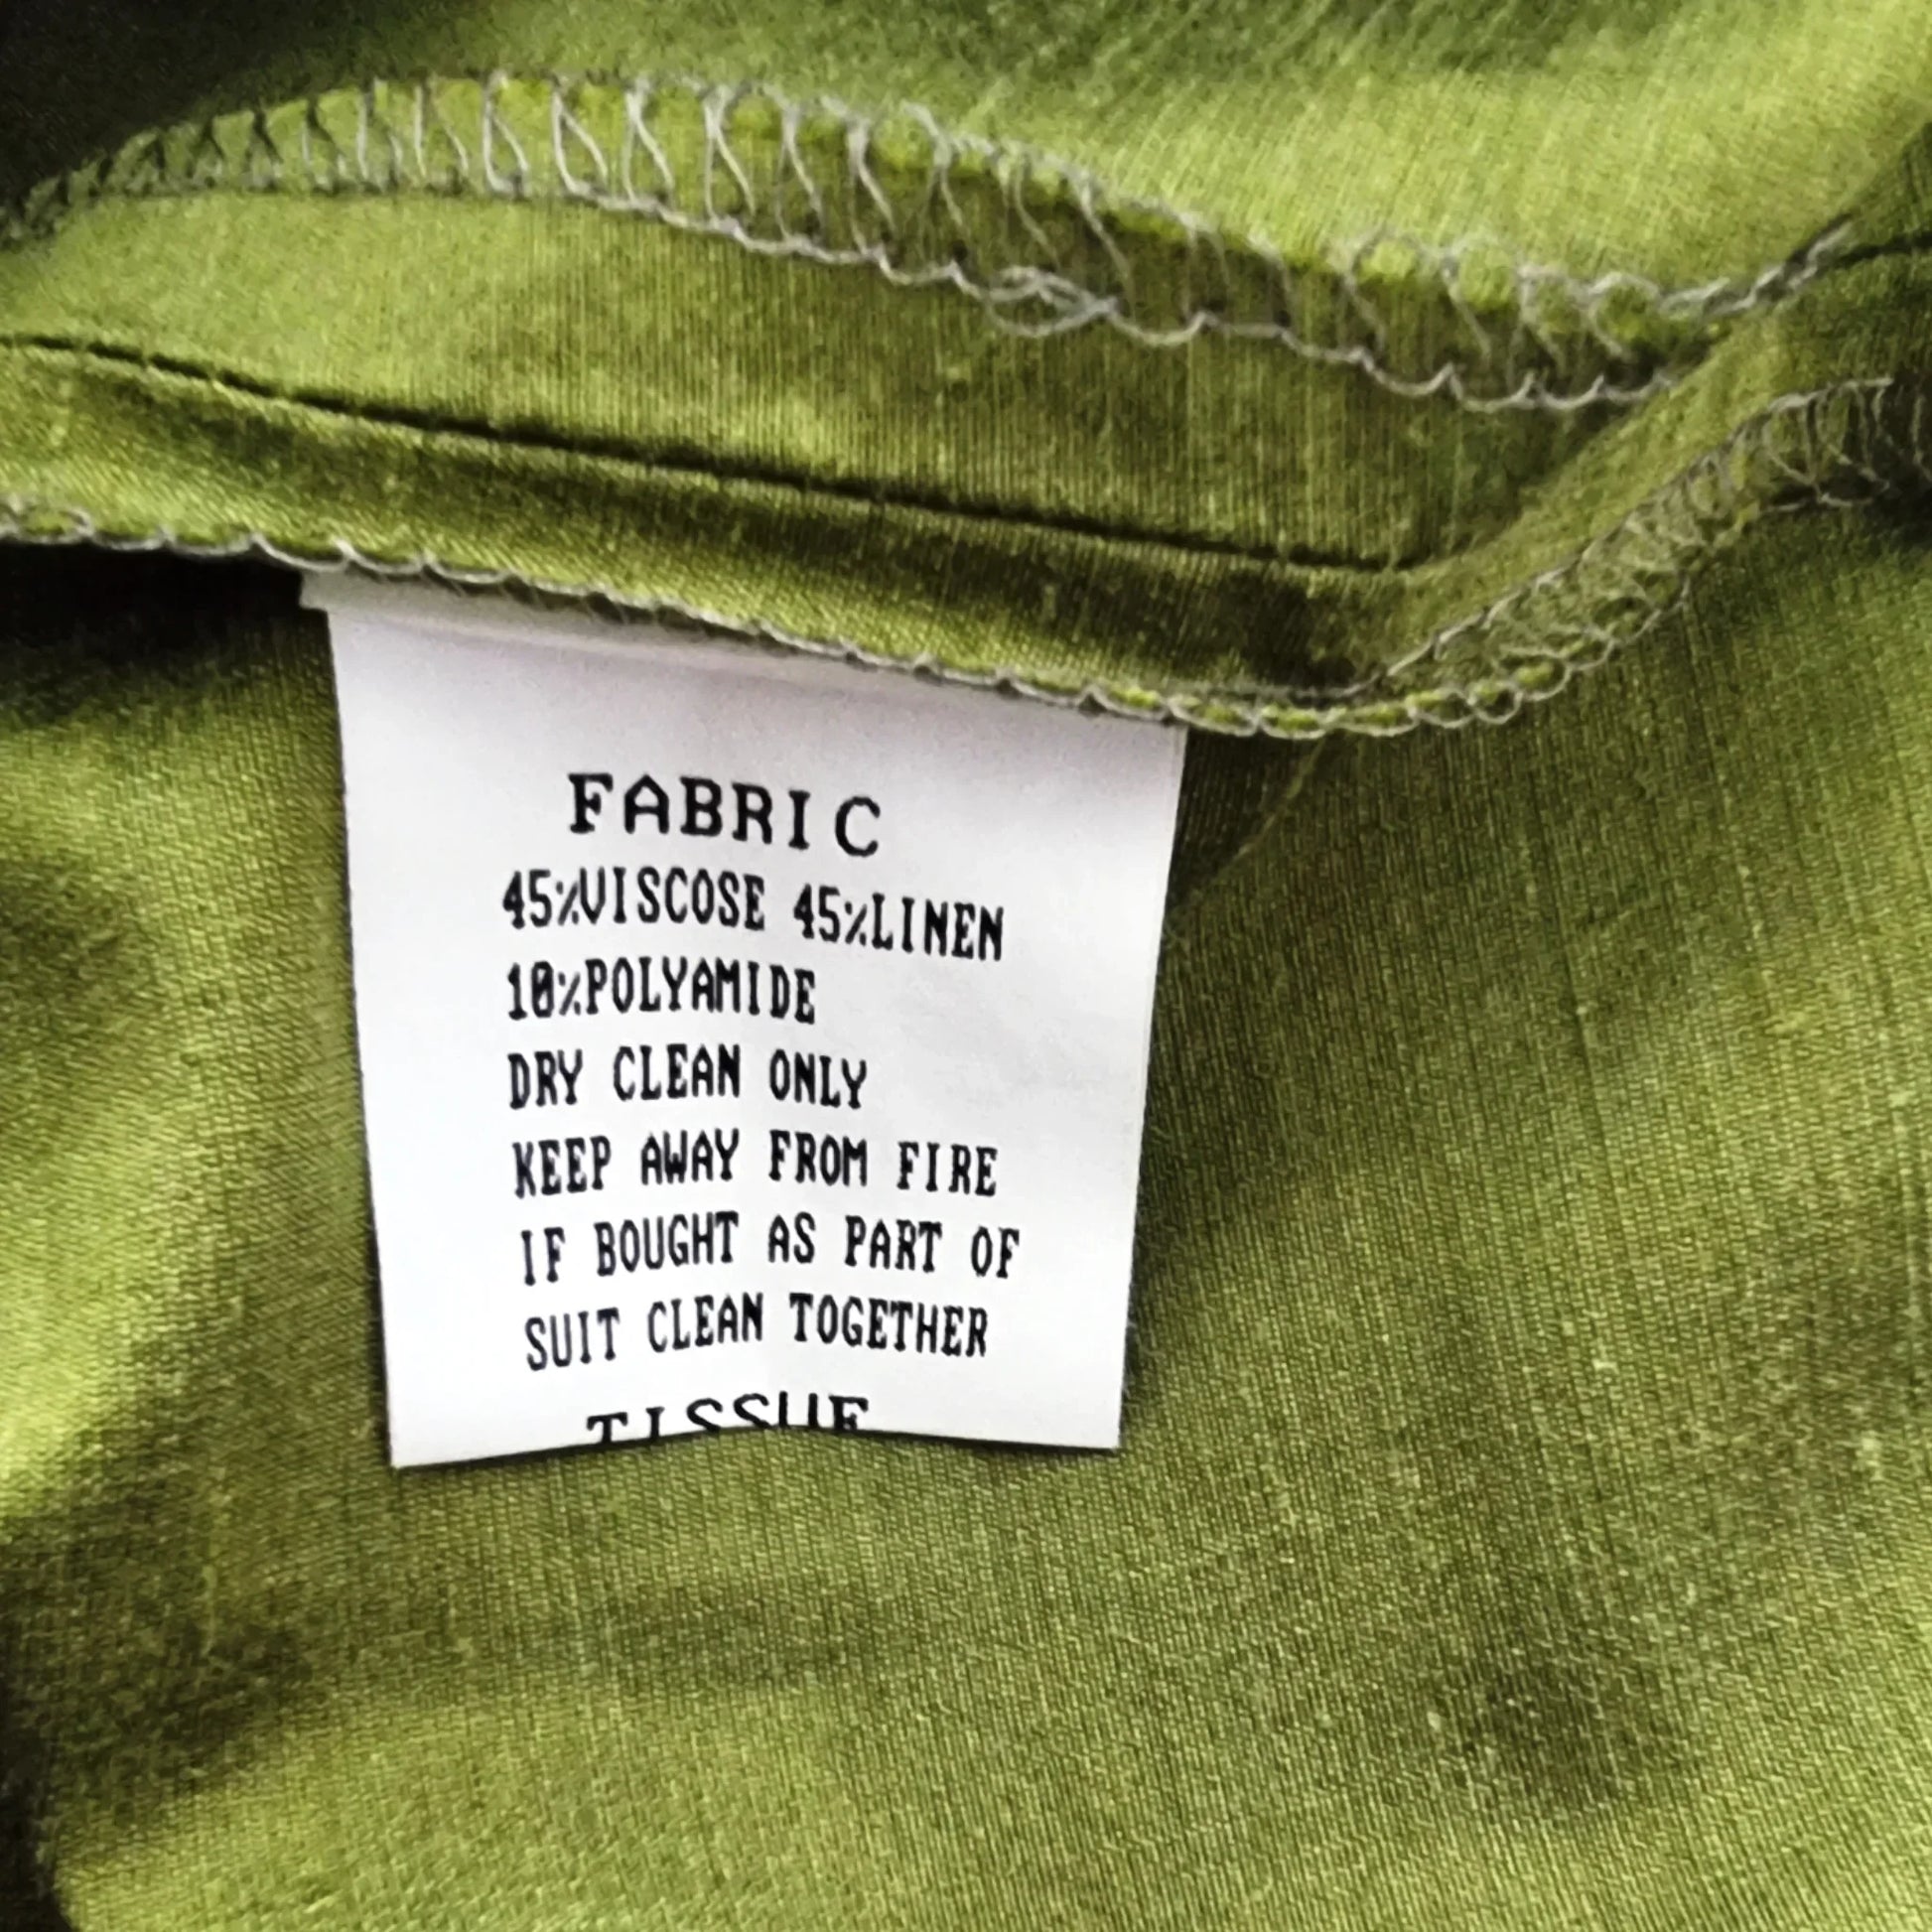 FABRIC
45%VISCOSE 45%LINEN
10%POLYAMIDE
DRY CLEAN ONLY
KEEP AWAY FROM FIRE
IF BOUGHT AS PART OF
SUIT CLEAN TOGETHER
TISSUE